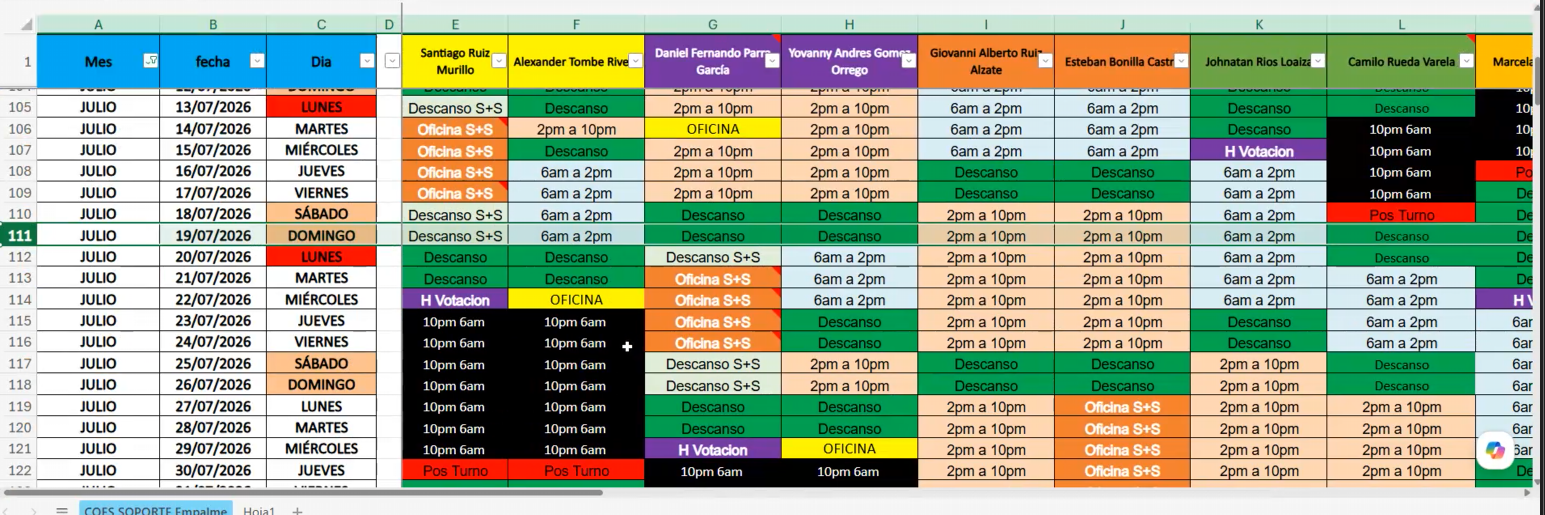 A B C D E F G H I J K L
1 Mes fecha Dia Santiago Ruiz Murillo Alexander Tombe Rive Daniel Fernando Parra García Yovanny Andres Gomez Orrego Giovanni Alberto Ruiz Alzate Esteban Bonilla Castr Johnatan Rios Loaiza Camilo Rueda Varela Marcela
105 JULIO 13/07/2026 LUNES Descanso S+S Descanso 2pm a 10pm 2pm a 10pm 6am a 2pm 6am a 2pm Descanso Descanso 10p
106 JULIO 14/07/2026 MARTES Oficina S+S 2pm a 10pm OFICINA 2pm a 10pm 6am a 2pm 6am a 2pm Descanso 10pm 6am 10p
107 JULIO 15/07/2026 MIÉRCOLES Oficina S+S Descanso 2pm a 10pm 2pm a 10pm 6am a 2pm 6am a 2pm H Votacion 10pm 6am 10p
108 JULIO 16/07/2026 JUEVES Oficina S+S 6am a 2pm 2pm a 10pm 2pm a 10pm Descanso Descanso 6am a 2pm 10pm 6am Po
109 JULIO 17/07/2026 VIERNES Oficina S+S 6am a 2pm 2pm a 10pm 2pm a 10pm Descanso Descanso 6am a 2pm 10pm 6am De
110 JULIO 18/07/2026 SÁBADO Descanso S+S 6am a 2pm Descanso Descanso 2pm a 10pm 2pm a 10pm 6am a 2pm Pos Turno De
111 JULIO 19/07/2026 DOMINGO Descanso S+S 6am a 2pm Descanso Descanso 2pm a 10pm 2pm a 10pm 6am a 2pm Descanso De
112 JULIO 20/07/2026 LUNES Descanso Descanso Descanso S+S 6am a 2pm 2pm a 10pm 2pm a 10pm 6am a 2pm Descanso De
113 JULIO 21/07/2026 MARTES Descanso Descanso Oficina S+S 6am a 2pm 2pm a 10pm 2pm a 10pm 6am a 2pm 6am a 2pm De
114 JULIO 22/07/2026 MIÉRCOLES H Votacion OFICINA Oficina S+S 6am a 2pm 2pm a 10pm 2pm a 10pm 6am a 2pm 6am a 2pm H V
115 JULIO 23/07/2026 JUEVES 10pm 6am 10pm 6am Oficina S+S Descanso 2pm a 10pm 2pm a 10pm Descanso 6am a 2pm 6ar
116 JULIO 24/07/2026 VIERNES 10pm 6am 10pm 6am Oficina S+S Descanso 2pm a 10pm 2pm a 10pm Descanso 6am a 2pm 6ar
117 JULIO 25/07/2026 SÁBADO 10pm 6am 10pm 6am Descanso S+S 2pm a 10pm Descanso Descanso 2pm a 10pm Descanso 6ar
118 JULIO 26/07/2026 DOMINGO 10pm 6am 10pm 6am Descanso S+S 2pm a 10pm Descanso Descanso 2pm a 10pm Descanso 6ar
119 JULIO 27/07/2026 LUNES 10pm 6am 10pm 6am Descanso Descanso 2pm a 10pm Oficina S+S 2pm a 10pm 2pm a 10pm 6ar
120 JULIO 28/07/2026 MARTES 10pm 6am 10pm 6am Descanso Descanso 2pm a 10pm Oficina S+S 2pm a 10pm 2pm a 10pm 6ar
121 JULIO 29/07/2026 MIÉRCOLES 10pm 6am 10pm 6am H Votacion OFICINA 2pm a 10pm Oficina S+S 2pm a 10pm 2pm a 10pm 6ar
122 JULIO 30/07/2026 JUEVES Pos Turno Pos Turno 10pm 6am 10pm 6am 2pm a 10pm Oficina S+S 2pm a 10pm 2pm a 10pm De
COES SOPORTE Empalme Hoja1